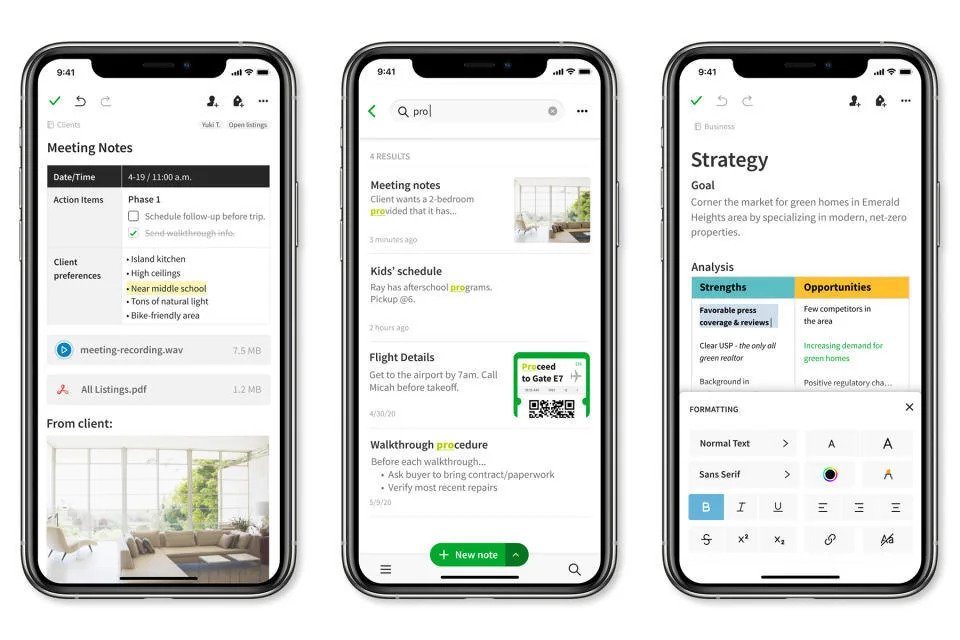 9:41
Clients
Yuki T. Open listings
Meeting Notes
Date/Time 4-19 / 11:00 a.m.
Action Items Phase 1
Schedule follow-up before trip.
Send walkthrough info.
Client preferences
• Island kitchen
• High ceilings
• Near middle school
• Tons of natural light
• Bike-friendly area
meeting-recording.wav 7.5 MB
All Listings.pdf 1.2 MB
From client:
9:41
pro
4 RESULTS
Meeting notes
Client wants a 2-bedroom
provided that it has...
3 minutes ago
Kids' schedule
Ray has afterschool programs.
Pickup @6.
2 hours ago
Flight Details
Get to the airport by 7am. Call
Micah before takeoff.
4/30/20
Proceed
to Gate E7
Walkthrough procedure
Before each walkthrough...
• Ask buyer to bring contract/paperwork
• Verify most recent repairs
5/9/20
+ New note
9:41
Business
Strategy
Goal
Corner the market for green homes in Emerald
Heights area by specializing in modern, net-zero
properties.
Analysis
Strengths Opportunities
Favorable press
coverage & reviews
Few competitors in
the area
Clear USP - the only all
green realtor
Increasing demand for
green homes
Background in
Positive regulatory cha...
FORMATTING
Normal Text A A
Sans Serif A
B I U
S x² x₂